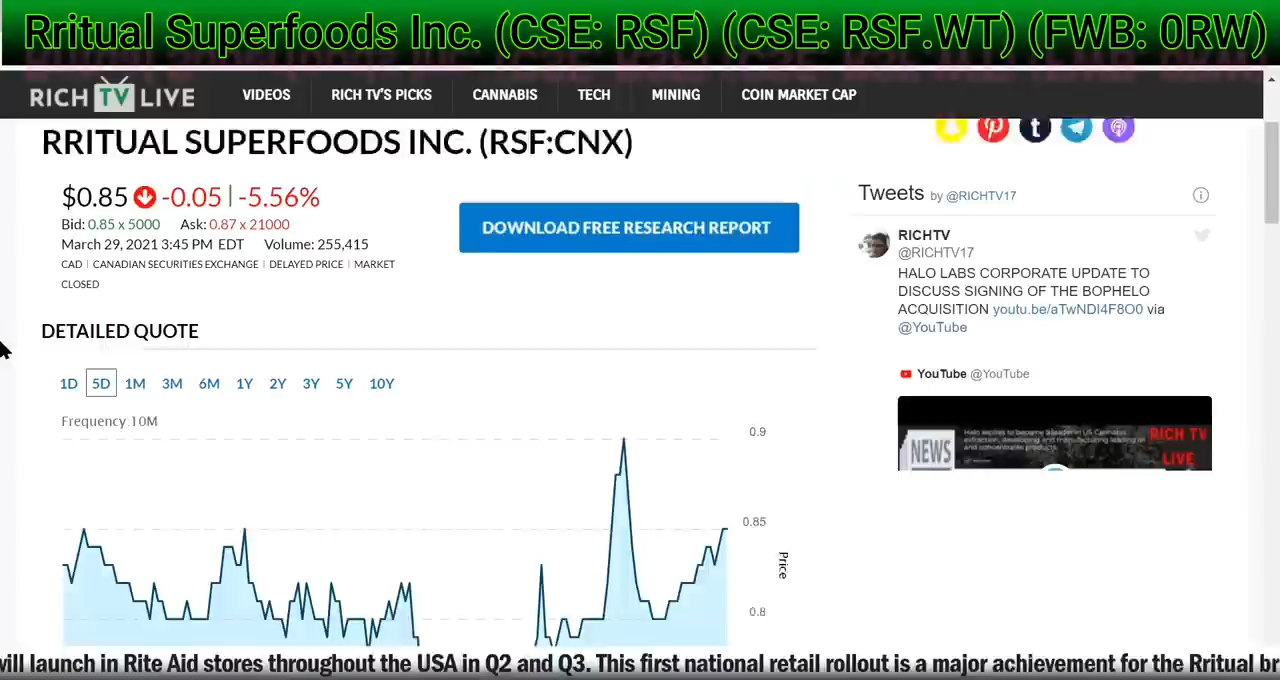 Rritual Superfoods Inc. (CSE: RSF) (CSE: RSF.WT) (FWB: 0RW)
RICH TV LIVE
VIDEOS
RICH TV'S PICKS
CANNABIS
TECH
MINING
COIN MARKET CAP
RRITUAL SUPERFOODS INC. (RSF:CNX)
$0.85 -0.05 | -5.56%
Bid: 0.85 x 5000 Ask: 0.87 x 21000
March 29, 2021 3:45 PM EDT Volume: 255,415
CAD | CANADIAN SECURITIES EXCHANGE | DELAYED PRICE | MARKET
CLOSED
DOWNLOAD FREE RESEARCH REPORT
DETAILED QUOTE
1D 5D 1M 3M 6M 1Y 2Y 3Y 5Y 10Y
Frequency:10M
0.9
0.85
0.8
Price
Tweets by @RICHTV17
RICHTV
@RICHTV17
HALO LABS CORPORATE UPDATE TO
DISCUSS SIGNING OF THE BOPHELO
ACQUISITION youtu.be/aTwNDI4F8O0 via
@YouTube
YouTube @YouTube
NEWS
RICH TV
LIVE
will launch in Rite Aid stores throughout the USA in Q2 and Q3. This first national retail rollout is a major achievement for the Rritual br